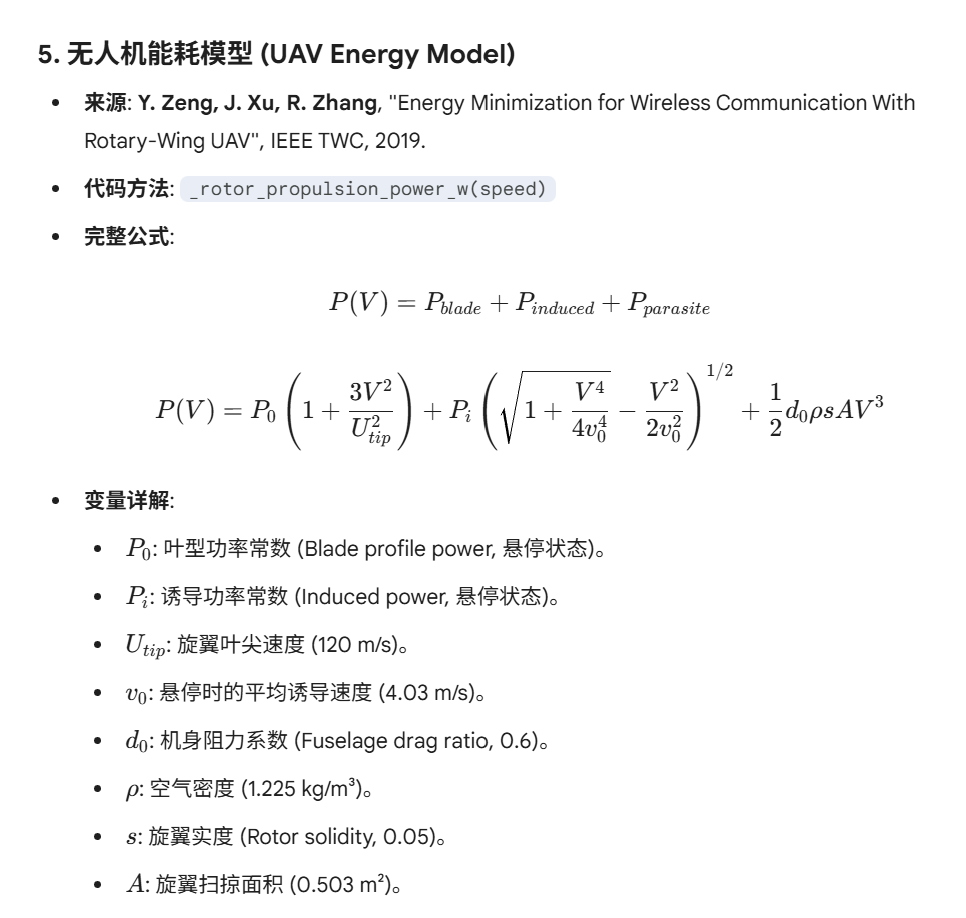 5. 无人机能耗模型 (UAV Energy Model)
• 来源: Y. Zeng, J. Xu, R. Zhang, "Energy Minimization for Wireless Communication With
Rotary-Wing UAV", IEEE TWC, 2019.
• 代码方法: _rotor_propulsion_power_w(speed)
• 完整公式:
P(V) = P_{blade} + P_{induced} + P_{parasite}
P(V) = P_0 \left(1 + \frac{3V^2}{U_{tip}^2}\right) + P_i \left(\sqrt{1 + \frac{V^4}{4v_0^4}} - \frac{V^2}{2v_0^2}\right)^{1/2} + \frac{1}{2} d_0 \rho s A V^3
• 变量详解:
• P_0: 叶型功率常数 (Blade profile power, 悬停状态)。
• P_i: 诱导功率常数 (Induced power, 悬停状态)。
• U_{tip}: 旋翼叶尖速度 (120 m/s)。
• v_0: 悬停时的平均诱导速度 (4.03 m/s)。
• d_0: 机身阻力系数 (Fuselage drag ratio, 0.6)。
• ρ: 空气密度 (1.225 kg/m³)。
• s: 旋翼实度 (Rotor solidity, 0.05)。
• A: 旋翼扫掠面积 (0.503 m²)。